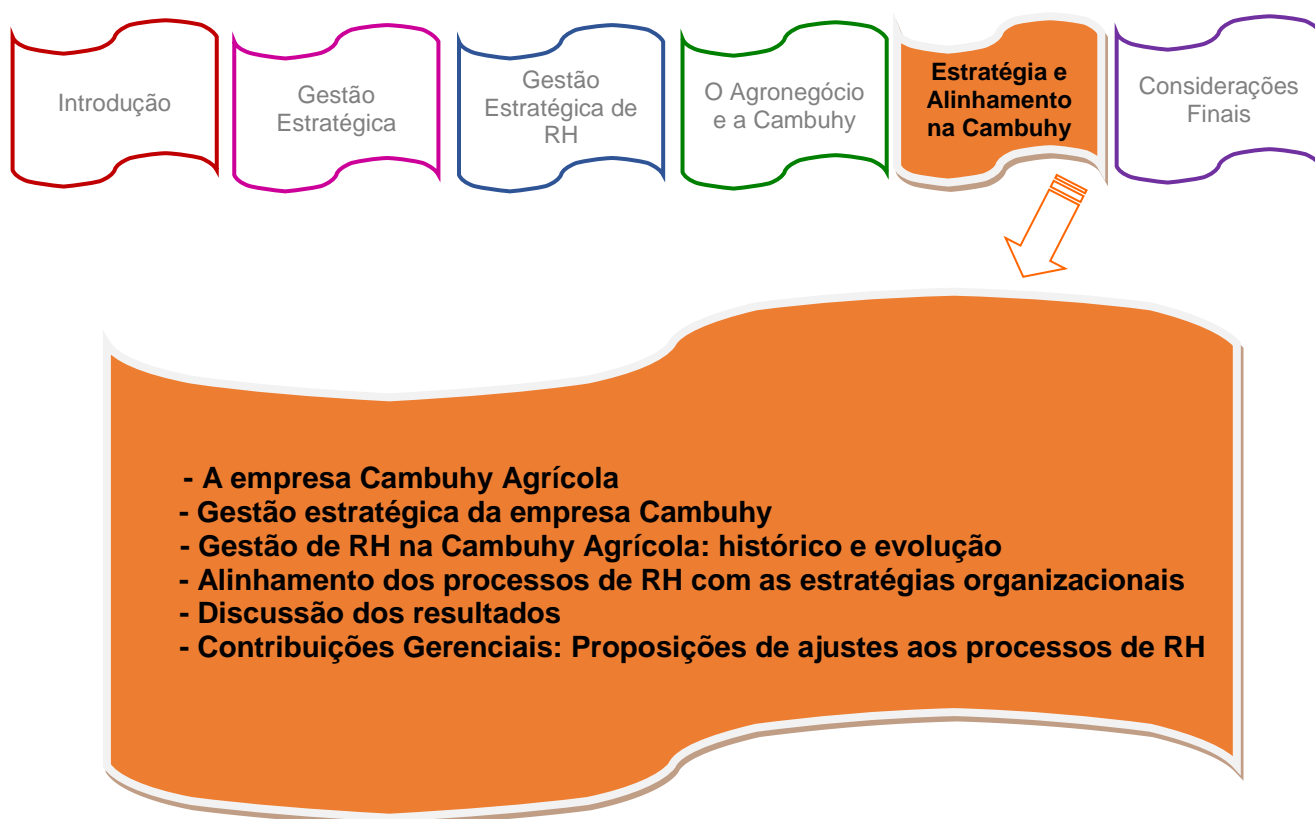 Introdução
Gestão
Estratégica
Gestão
Estratégica de
RH
O Agronegócio
e a Cambuhy
Estratégia e
Alinhamento
na Cambuhy
Considerações
Finais
- A empresa Cambuhy Agrícola
- Gestão estratégica da empresa Cambuhy
- Gestão de RH na Cambuhy Agrícola: histórico e evolução
- Alinhamento dos processos de RH com as estratégias organizacionais
- Discussão dos resultados
- Contribuições Gerenciais: Proposições de ajustes aos processos de RH